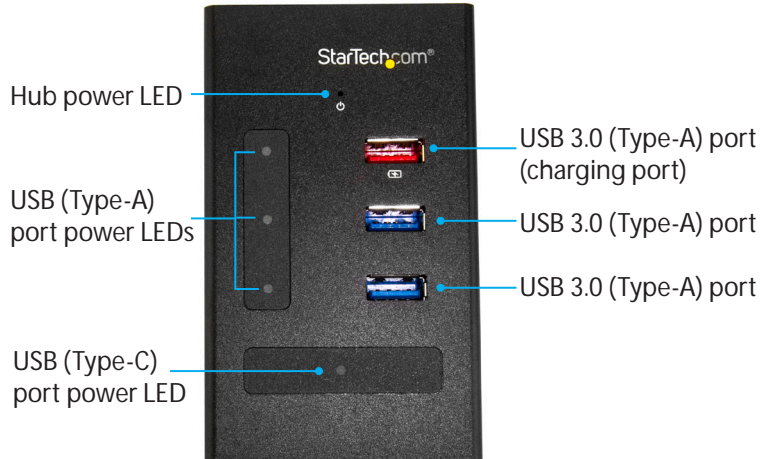 StarTech.com®
Hub power LED
USB 3.0 (Type-A) port
(charging port)
USB (Type-A)
port power LEDs
USB 3.0 (Type-A) port
USB 3.0 (Type-A) port
USB (Type-C)
port power LED